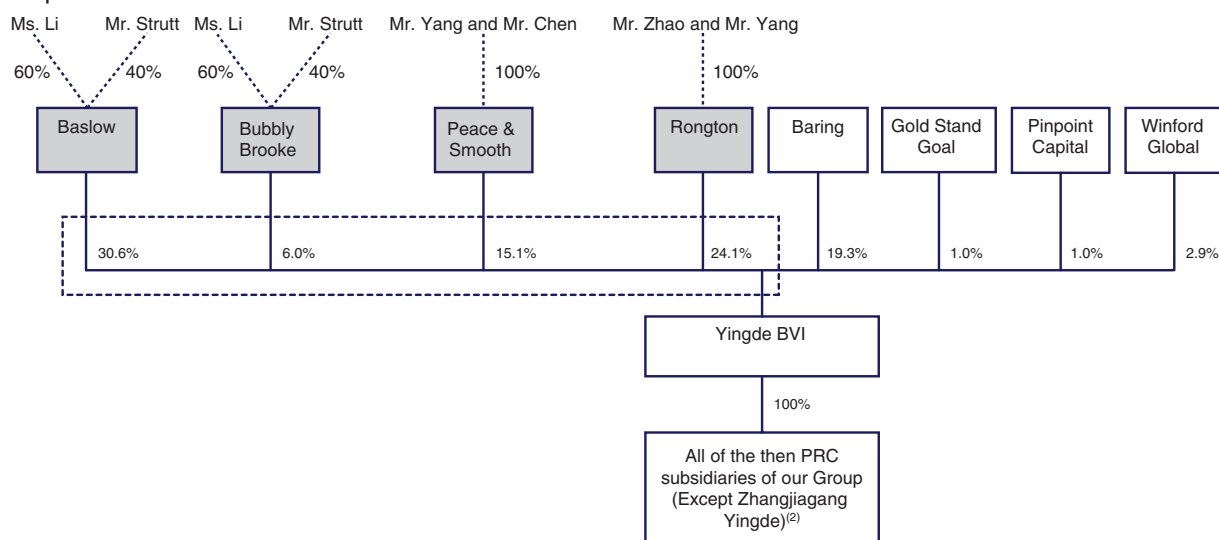 Ms. Li Mr. Strutt Ms. Li Mr. Strutt Mr. Yang and Mr. Chen Mr. Zhao and Mr. Yang
60% 40% 60% 40% 100% 100%
Baslow
Bubbly
Brooke
Peace &
Smooth
Rongton
Baring
Gold Stand
Goal
Pinpoint
Capital
Winford
Global
30.6% 6.0% 15.1% 24.1% 19.3% 1.0% 1.0% 2.9%
Yingde BVI
100%
All of the then PRC
subsidiaries of our Group
(Except Zhangjiagang
Yingde)(2)